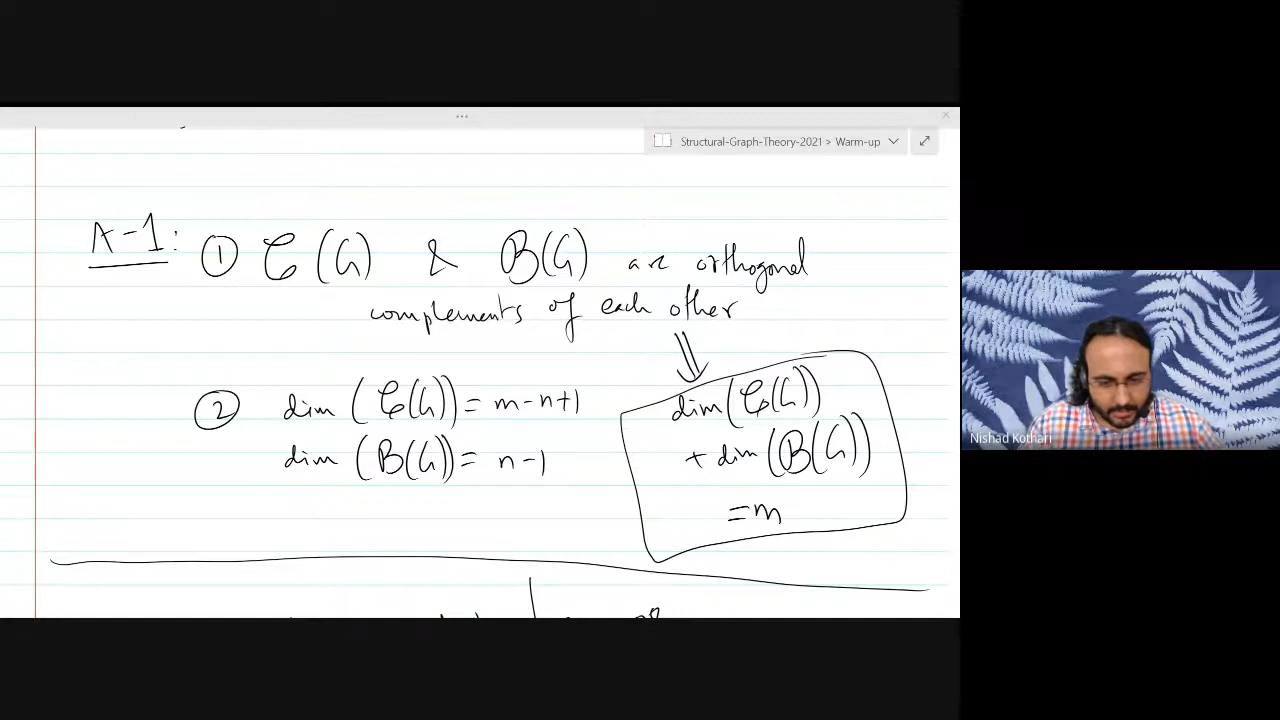 Structural-Graph-Theory-2021 > Warm-up
A-1: ① C(G) & B(G) are orthogonal
complements of each other
⇓
② dim (C(G)) = m-n+1
dim (B(G)) = n-1
dim (C(G))
+ dim (B(G))
= m
Nishad Kothari